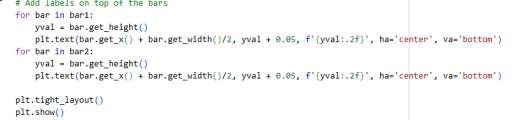 # Add labels on top of the bars
for bar in bar1:
    yval = bar.get_height()
    plt.text(bar.get_x() + bar.get_width()/2, yval + 0.05, f'{yval:.2f}', ha='center', va='bottom')
for bar in bar2:
    yval = bar.get_height()
    plt.text(bar.get_x() + bar.get_width()/2, yval + 0.05, f'{yval:.2f}', ha='center', va='bottom')

plt.tight_layout()
plt.show()